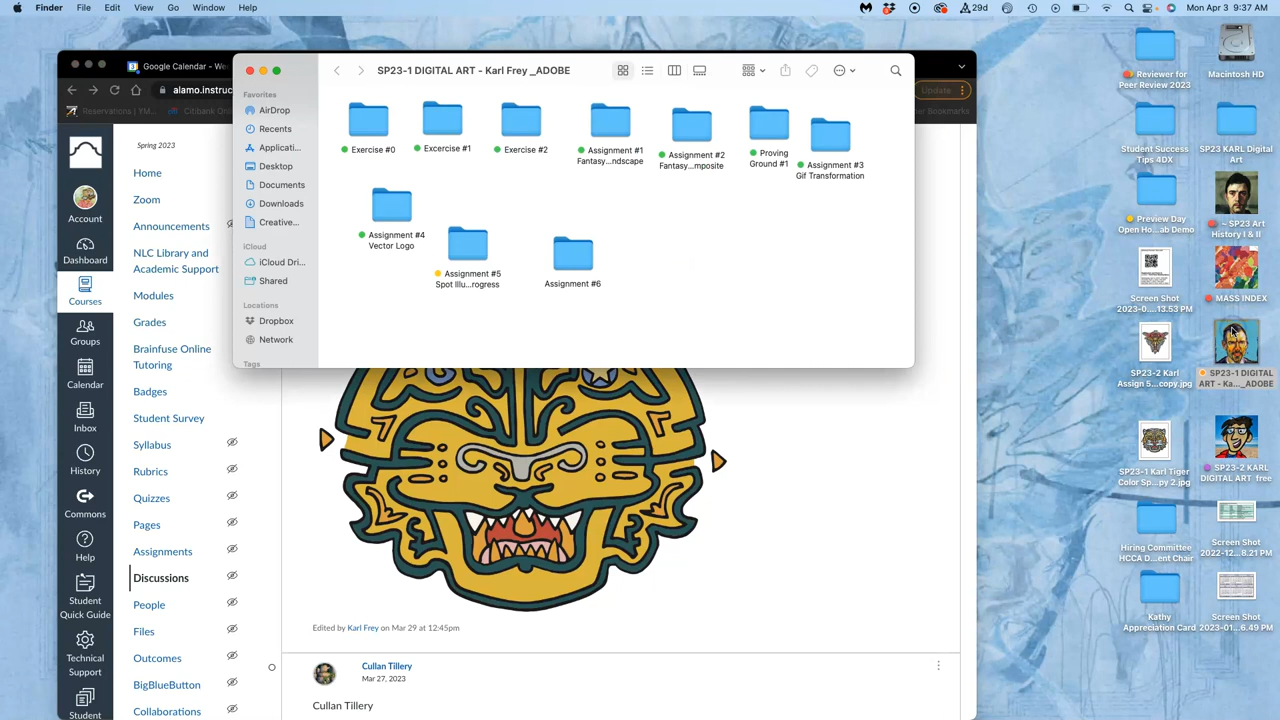 Finder File Edit View Go Window Help
29d
Mon Apr 3 9:37 AM
Google Calendar - We
alamo.instruc
Update
Reservations | YM...
Citibank Onl
er Bookmarks
SP23-1 DIGITAL ART - Karl Frey _ADOBE
Favorites
AirDrop
Recents
Applicati...
Desktop
Documents
Downloads
Creative...
iCloud
iCloud Dri...
Shared
Locations
Dropbox
Network
Tags
Exercise #0
Excercise #1
Exercise #2
Assignment #1
Fantasy...ndscape
Assignment #2
Fantasy...mposite
Proving
Ground #1
Assignment #3
Gif Transformation
Assignment #4
Vector Logo
Assignment #5
Spot Illu...rogress
Assignment #6
Account
Dashboard
Courses
Groups
Calendar
Inbox
History
Commons
Help
Student
Quick Guide
Technical
Support
Student
Spring 2023
Home
Zoom
Announcements
NLC Library and
Academic Support
Modules
Grades
Brainfuse Online
Tutoring
Badges
Student Survey
Syllabus
Rubrics
Quizzes
Pages
Assignments
Discussions
People
Files
Outcomes
BigBlueButton
Collaborations
Edited by Karl Frey on Mar 29 at 12:45pm
Cullan Tillery
Mar 27, 2023
Cullan Tillery
Reviewer for
Peer Review 2023
Macintosh HD
Student Success
Tips 4DX
SP23 KARL Digital
Art
Preview Day
Open Ho...ab Demo
~ SP23 Art
History I & II
Screen Shot
2023-0....13.53 PM
MASS INDEX
SP23-2 Karl
Assign 5...copy.jpg
SP23-1 DIGITAL
ART - Ka..._ADOBE
SP23-1 Karl Tiger
Color Sp...py 2.jpg
SP23-2 KARL
DIGITAL ART free
Hiring Committee
HCCA D...ent Chair
Screen Shot
2022-12...8.21 PM
Kathy
Appreciation Card
Screen Shot
2023-01...6.49 PM